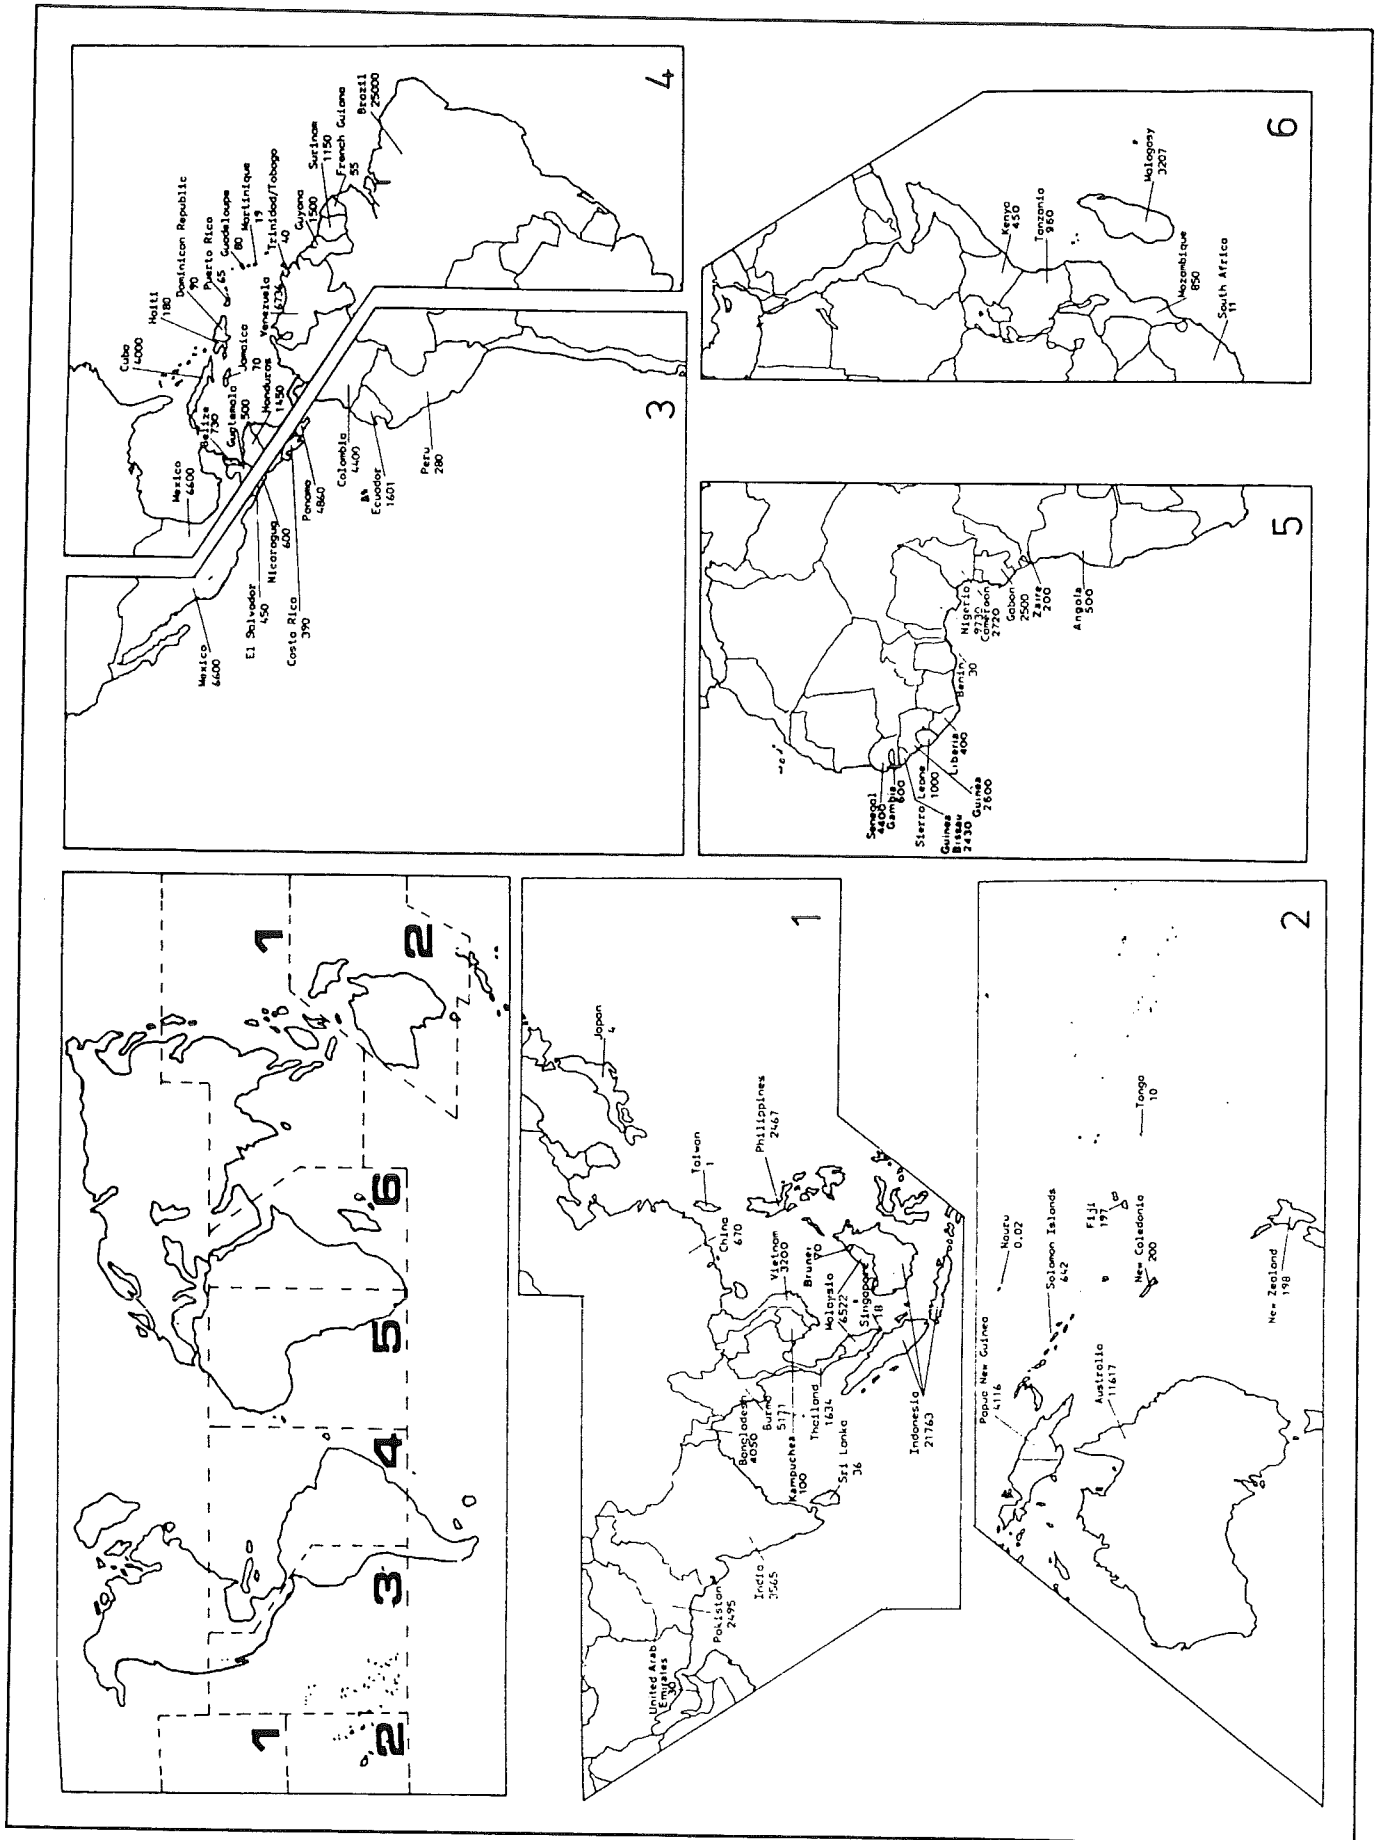 1
2
3
4
5
6
1
2
Mexico
6600
El Salvador
450
Nicaragua
600
Costa Rica
390
Panama
4860
Colombia
4400
Ecuador
1601
Peru
280
3
Mexico
6600
Belize
730
Guatemala
500
Honduras
1450
Cuba
4000
Jamaica
70
Haiti
180
Dominican Republic
90
Puerto Rico
65
Guadeloupe
80
Martinique
19
Trinidad/Tobago
40
Venezuela
6736
Guyana
1500
Surinam
1150
French Guiana
55
Brazil
25000
4
United Arab
Emirates
30
Pakistan
2495
India
3565
Bangladesh
4050
Burma
5171
Kampuchea
100
Thailand
1634
Sri Lanka
36
Indonesia
21763
Malaysia
6522
Singapore
18
Brunei
70
Vietnam
3200
China
670
Taiwan
1
Philippines
2467
Japan
4
1
Papua New Guinea
4116
Australia
11617
Nauru
0.02
Solomon Islands
642
Fiji
197
New Caledonia
200
Tonga
10
New Zealand
198
2
Senegal
4400
Gambia
600
Guinea
Bissau
2430
Guinea
2600
Sierra Leone
1000
Liberia
400
Benin
30
Nigeria
9730
Cameroon
2720
Gabon
2500
Zaire
200
Angola
500
5
Kenya
450
Tanzania
960
Mozambique
850
South Africa
11
Malagasy
3207
6